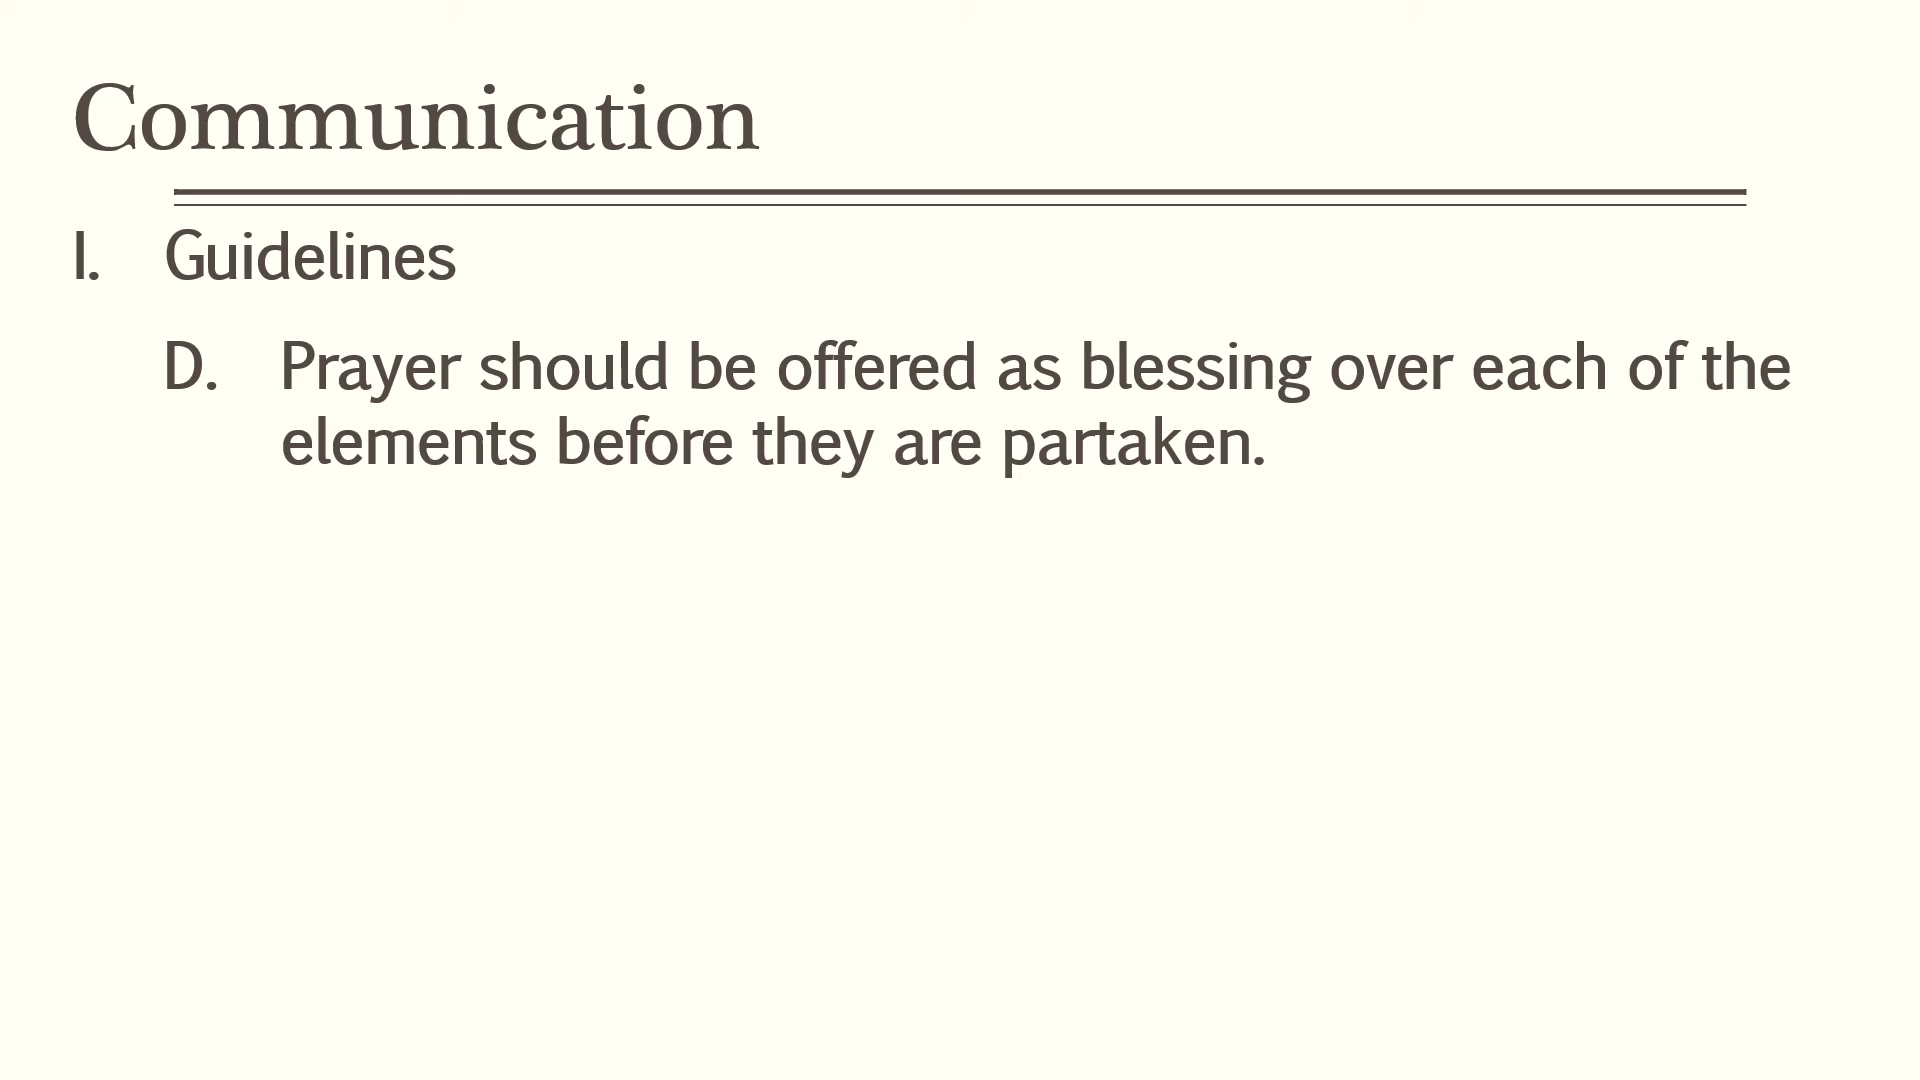 Communication
I. Guidelines
D. Prayer should be offered as blessing over each of the
elements before they are partaken.